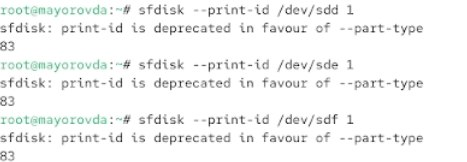 root@mayorovda:~# sfdisk --print-id /dev/sdd 1
sfdisk: print-id is deprecated in favour of --part-type
83
root@mayorovda:~# sfdisk --print-id /dev/sde 1
sfdisk: print-id is deprecated in favour of --part-type
83
root@mayorovda:~# sfdisk --print-id /dev/sdf 1
sfdisk: print-id is deprecated in favour of --part-type
83